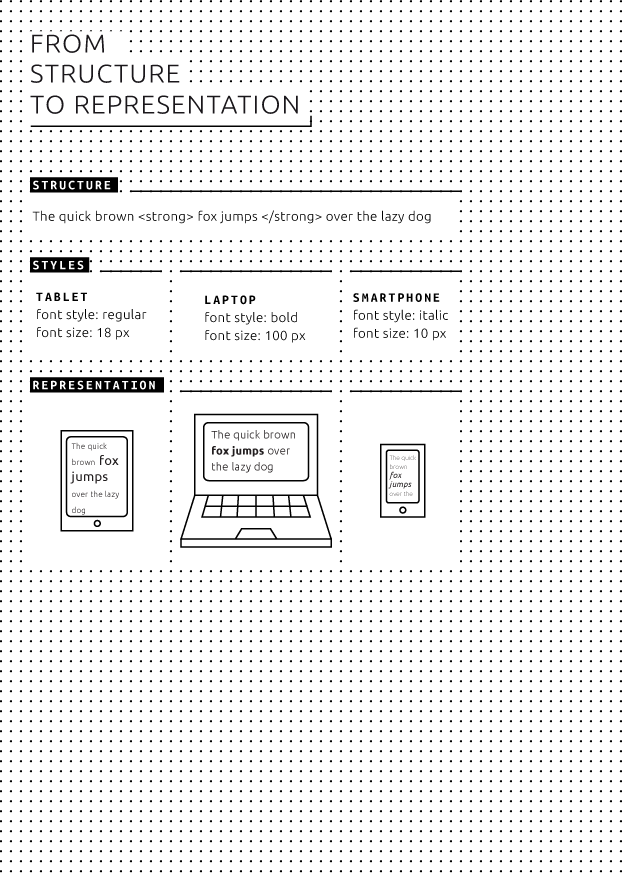 FROM
STRUCTURE
TO REPRESENTATION
STRUCTURE
The quick brown <strong> fox jumps </strong> over the lazy dog
STYLES
TABLET
font style: regular
font size: 18 px
LAPTOP
font style: bold
font size: 100 px
SMARTPHONE
font style: italic
font size: 10 px
REPRESENTATION
The quick
brown fox
jumps
over the lazy
dog
The quick brown
fox jumps over
the lazy dog
The quick
brown
fox
jumps
over the